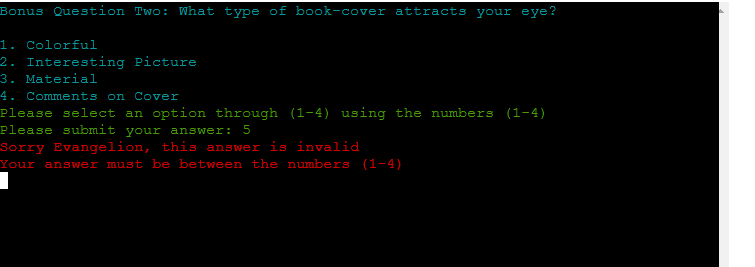 Bonus Question Two: What type of book-cover attracts your eye?
1. Colorful
2. Interesting Picture
3. Material
4. Comments on Cover
Please select an option through (1-4) using the numbers (1-4)
Please submit your answer: 5
Sorry Evangelion, this answer is invalid
Your answer must be between the numbers (1-4)